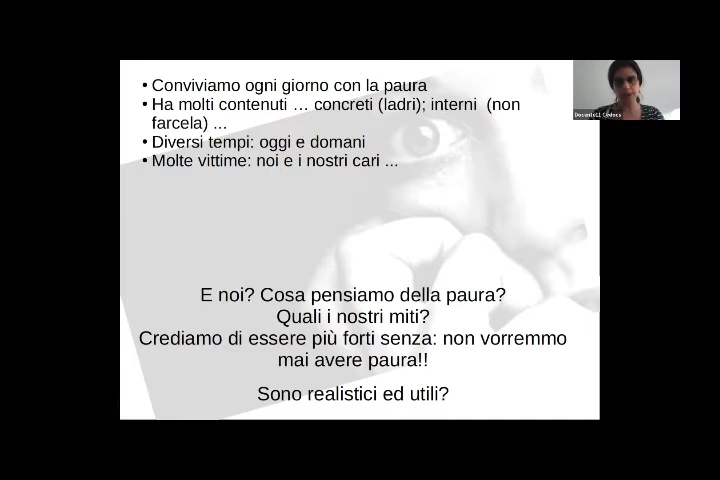 • Conviviamo ogni giorno con la paura
• Ha molti contenuti … concreti (ladri); interni (non
farcela) ...
• Diversi tempi: oggi e domani
• Molte vittime: noi e i nostri cari ...
E noi? Cosa pensiamo della paura?
Quali i nostri miti?
Crediamo di essere più forti senza: non vorremmo
mai avere paura!!
Sono realistici ed utili?